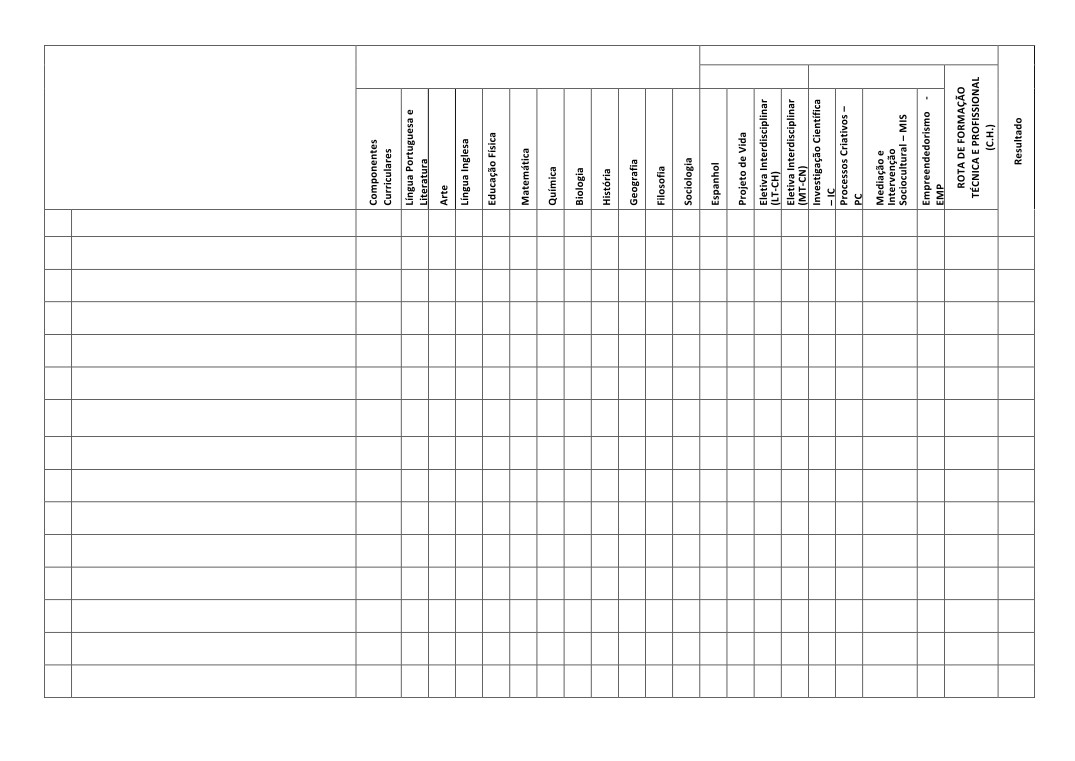 Componentes
Curriculares
Língua Portuguesa e
Literatura
Arte
Língua Inglesa
Educação Física
Matemática
Química
Biologia
História
Geografia
Filosofia
Sociologia
Espanhol
Projeto de Vida
Eletiva Interdisciplinar
(LT-CH)
Eletiva Interdisciplinar
(MT-CN)
Investigação Científica
– IC
Processos Criativos –
PC
Mediação e
Intervenção
Sociocultural – MIS
Empreendedorismo -
EMP
ROTA DE FORMAÇÃO
TÉCNICA E PROFISSIONAL
(C.H.)
Resultado